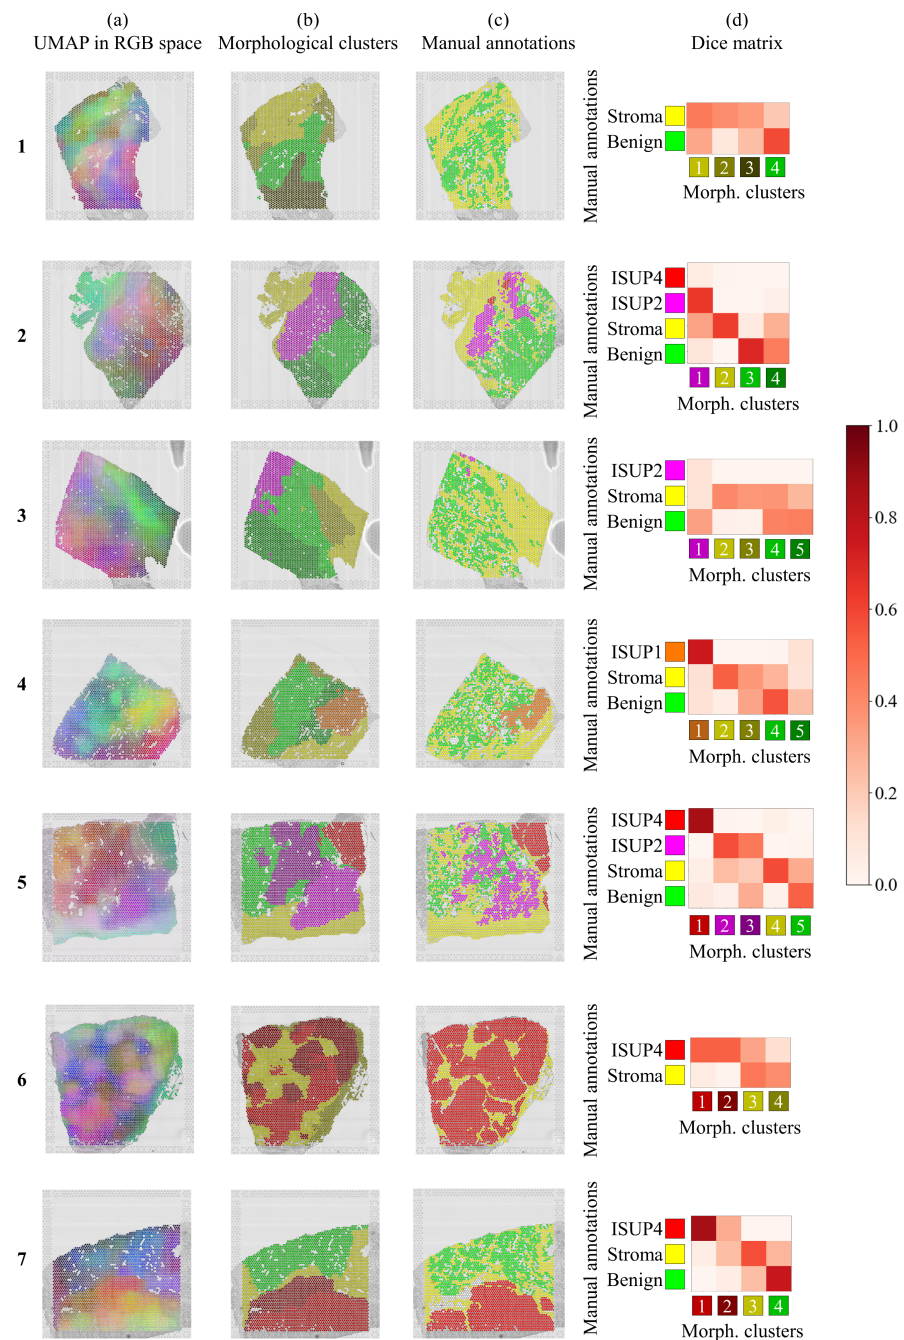 (a) (b) (c) (d)
UMAP in RGB space Morphological clusters Manual annotations Dice matrix
1
Manual annotations
Stroma
Benign
1 2 3 4
Morph. clusters
2
Manual annotations
ISUP4
ISUP2
Stroma
Benign
1 2 3 4
Morph. clusters
3
Manual annotations
ISUP2
Stroma
Benign
1 2 3 4 5
Morph. clusters
4
Manual annotations
ISUP1
Stroma
Benign
1 2 3 4 5
Morph. clusters
5
Manual annotations
ISUP4
ISUP2
Stroma
Benign
1 2 3 4 5
Morph. clusters
6
Manual annotations
ISUP4
Stroma
1 2 3 4
Morph. clusters
7
Manual annotations
ISUP4
Stroma
Benign
1 2 3 4
Morph. clusters
1.0
0.8
0.6
0.4
0.2
0.0